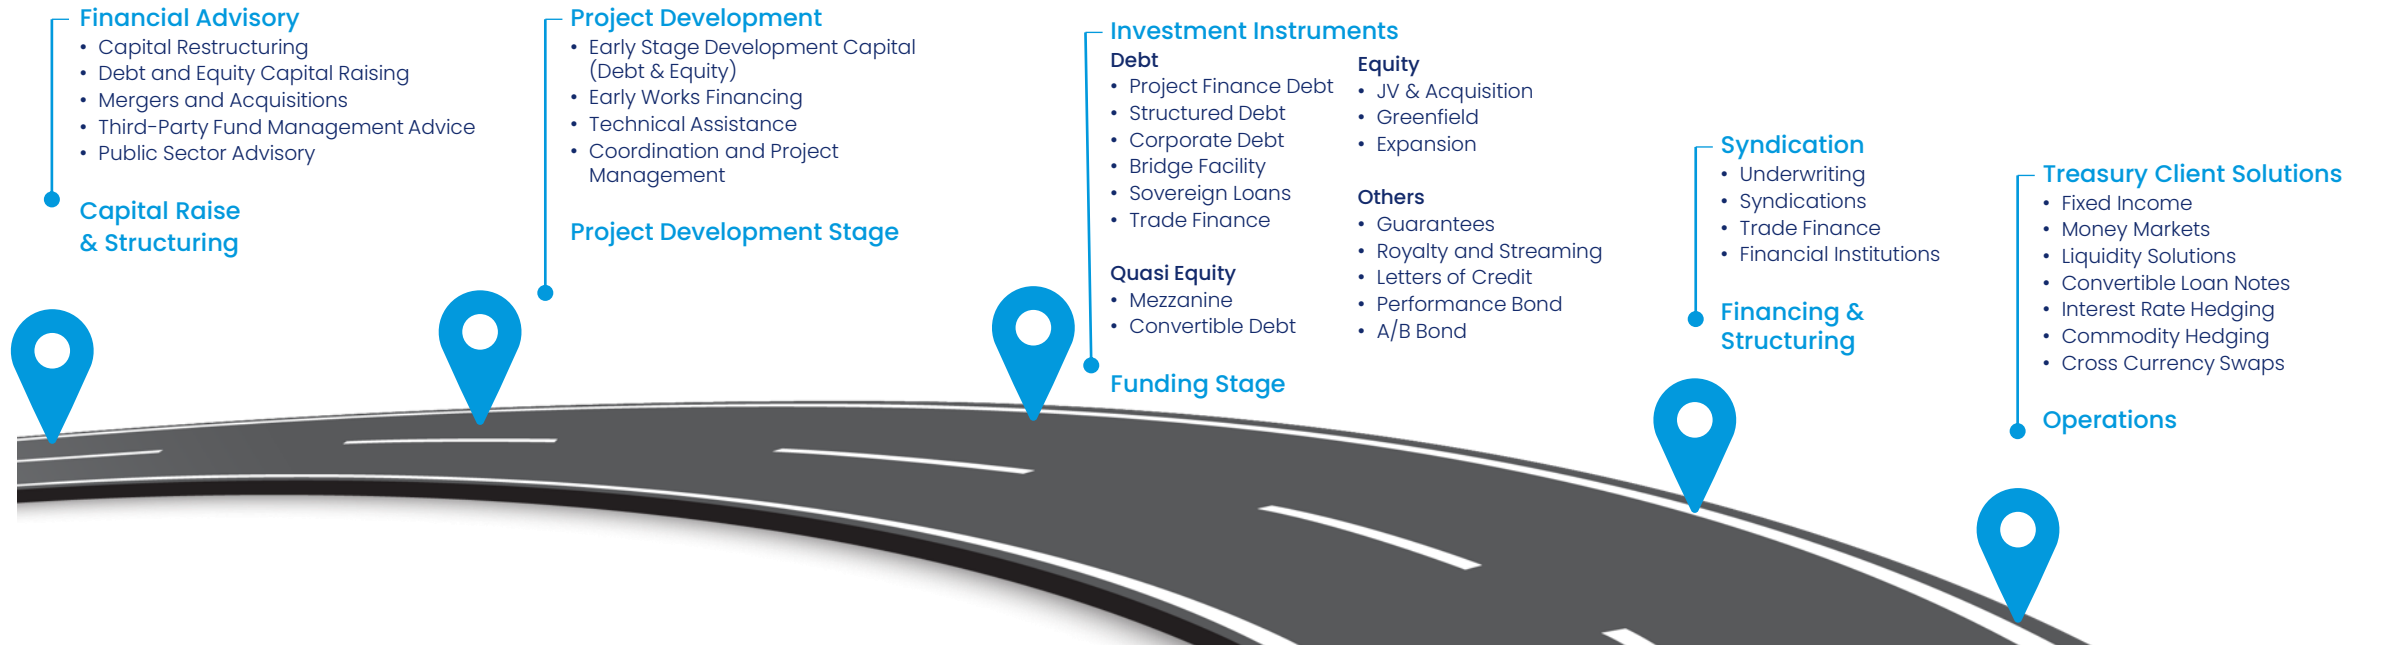 Financial Advisory
• Capital Restructuring
• Debt and Equity Capital Raising
• Mergers and Acquisitions
• Third-Party Fund Management Advice
• Public Sector Advisory
Capital Raise
& Structuring
Project Development
• Early Stage Development Capital
(Debt & Equity)
• Early Works Financing
• Technical Assistance
• Coordination and Project
Management
Project Development Stage
Investment Instruments
Debt
• Project Finance Debt
• Structured Debt
• Corporate Debt
• Bridge Facility
• Sovereign Loans
• Trade Finance
Quasi Equity
• Mezzanine
• Convertible Debt
Equity
• JV & Acquisition
• Greenfield
• Expansion
Others
• Guarantees
• Royalty and Streaming
• Letters of Credit
• Performance Bond
• A/B Bond
Funding Stage
Syndication
• Underwriting
• Syndications
• Trade Finance
• Financial Institutions
Financing &
Structuring
Treasury Client Solutions
• Fixed Income
• Money Markets
• Liquidity Solutions
• Convertible Loan Notes
• Interest Rate Hedging
• Commodity Hedging
• Cross Currency Swaps
Operations